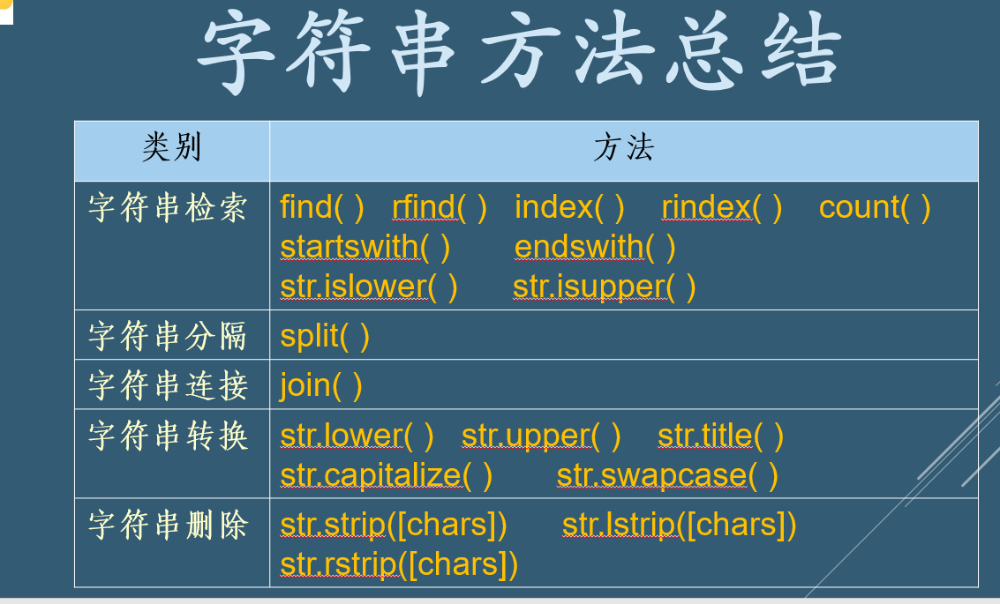 字符串方法总结
类别 方法
字符串检索 find( ) rfind( ) index( ) rindex( ) count( )
startswith( ) endswith( )
str.islower( ) str.isupper( )
字符串分隔 split( )
字符串连接 join( )
字符串转换 str.lower( ) str.upper( ) str.title( )
str.capitalize( ) str.swapcase( )
字符串删除 str.strip([chars]) str.lstrip([chars])
str.rstrip([chars])